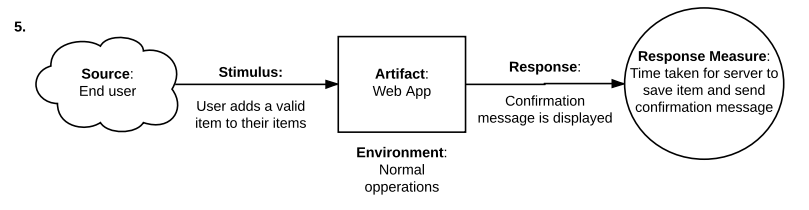 5.
Source:
End user
Stimulus:
User adds a valid
item to their items
Artifact:
Web App
Environment:
Normal
opperations
Response:
Confirmation
message is displayed
Response Measure:
Time taken for server to
save item and send
confirmation message